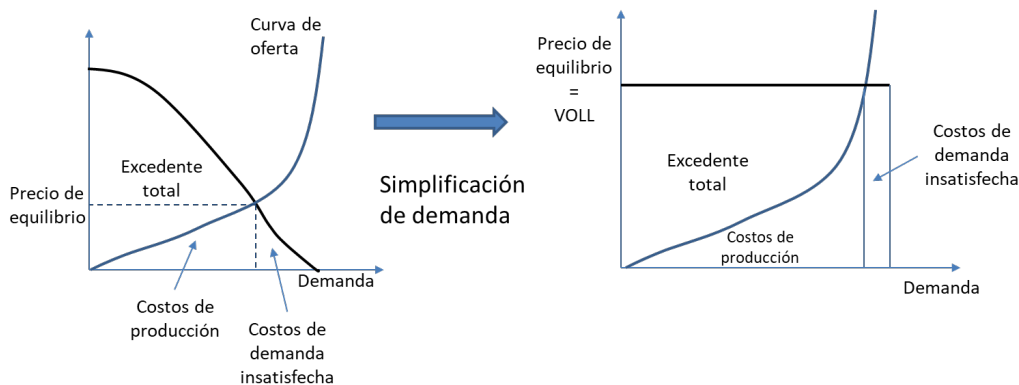 Curva de
oferta
Excedente
total
Precio de
equilibrio
Demanda
Costos de
producción
Costos de
demanda
insatisfecha
Simplificación
de demanda
Precio de
equilibrio
=
VOLL
Excedente
total
Costos de
producción
Costos de
demanda
insatisfecha
Demanda